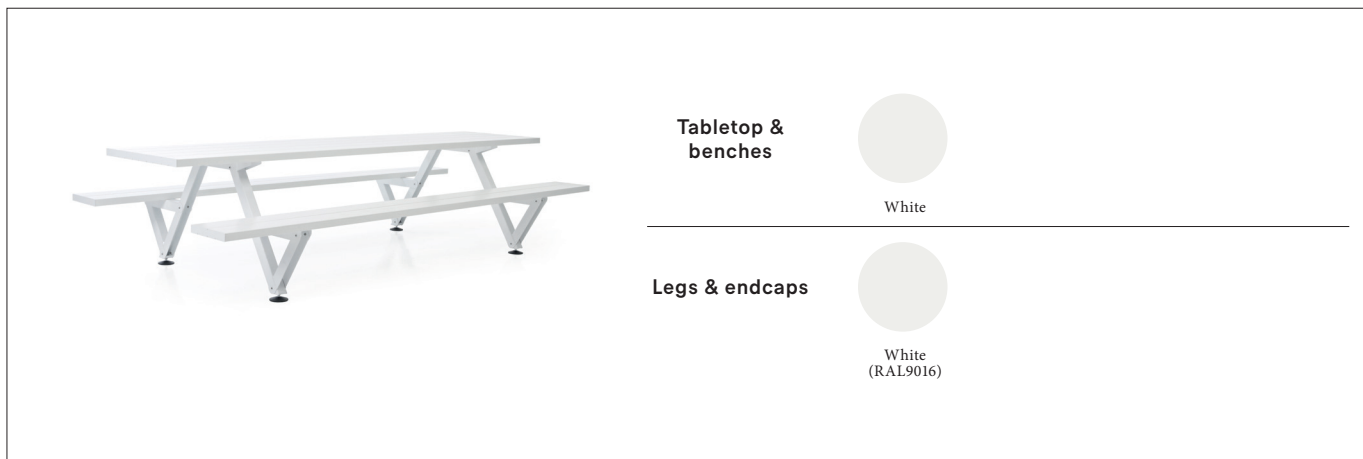 Tabletop &
benches
White
Legs & endcaps
White
(RAL9016)